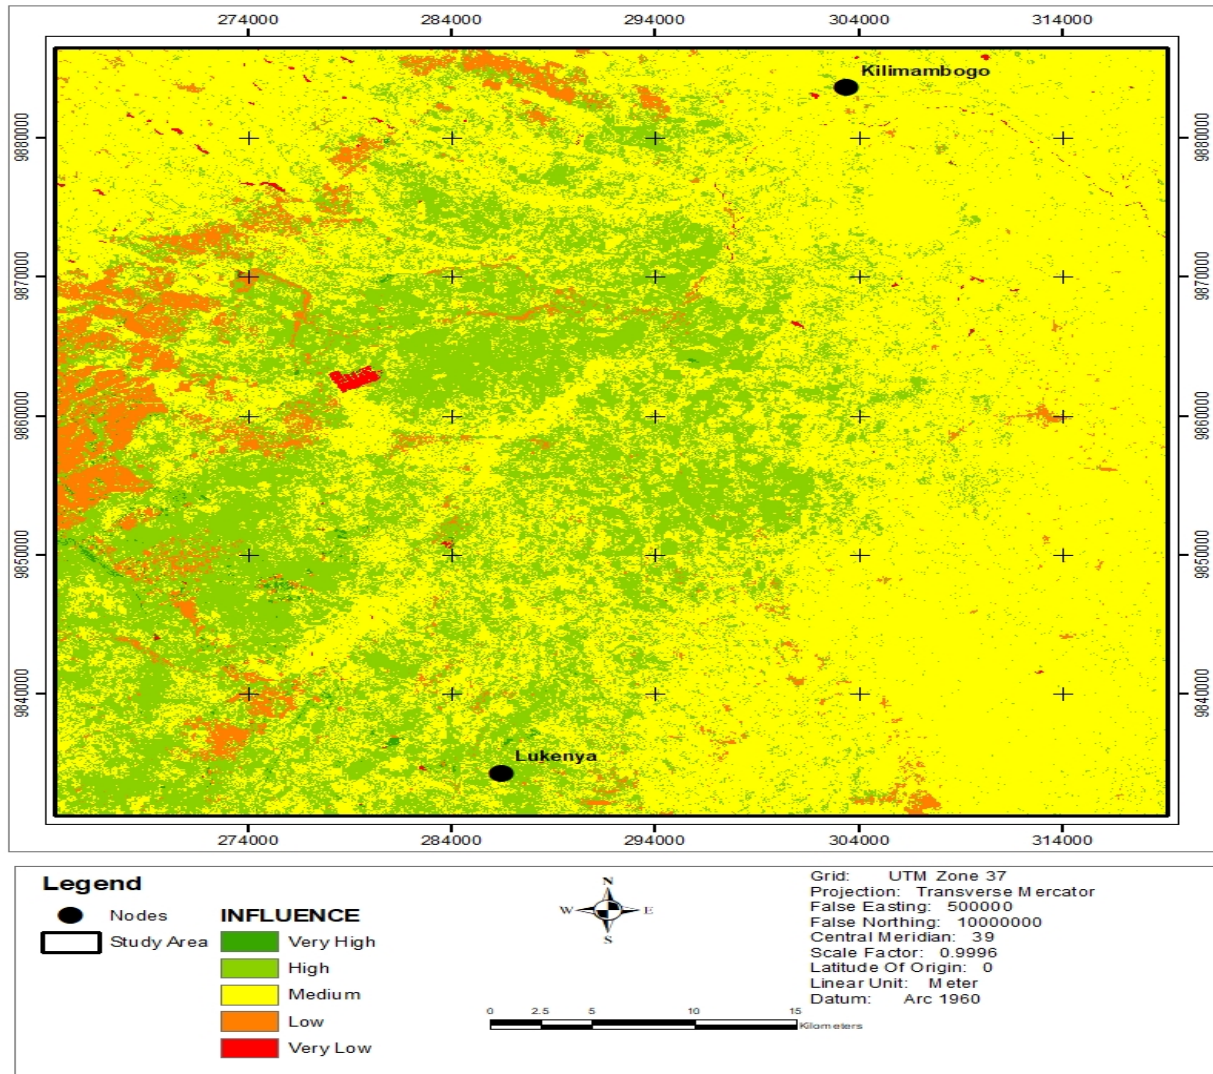 274000 284000 294000 304000 314000
Kilimambogo
9880000 9880000
9870000 9870000
9860000 9860000
9850000 9850000
9840000 9840000
Lukenya
274000 284000 294000 304000 314000
Legend
Nodes
Study Area
INFLUENCE
Very High
High
Medium
Low
Very Low
N
W E
S
0 2.5 5 10 15
Kilometers
Grid: UTM Zone 37
Projection: Transverse Mercator
False Easting: 500000
False Northing: 10000000
Central Meridian: 39
Scale Factor: 0.9996
Latitude Of Origin: 0
Linear Unit: Meter
Datum: Arc 1960